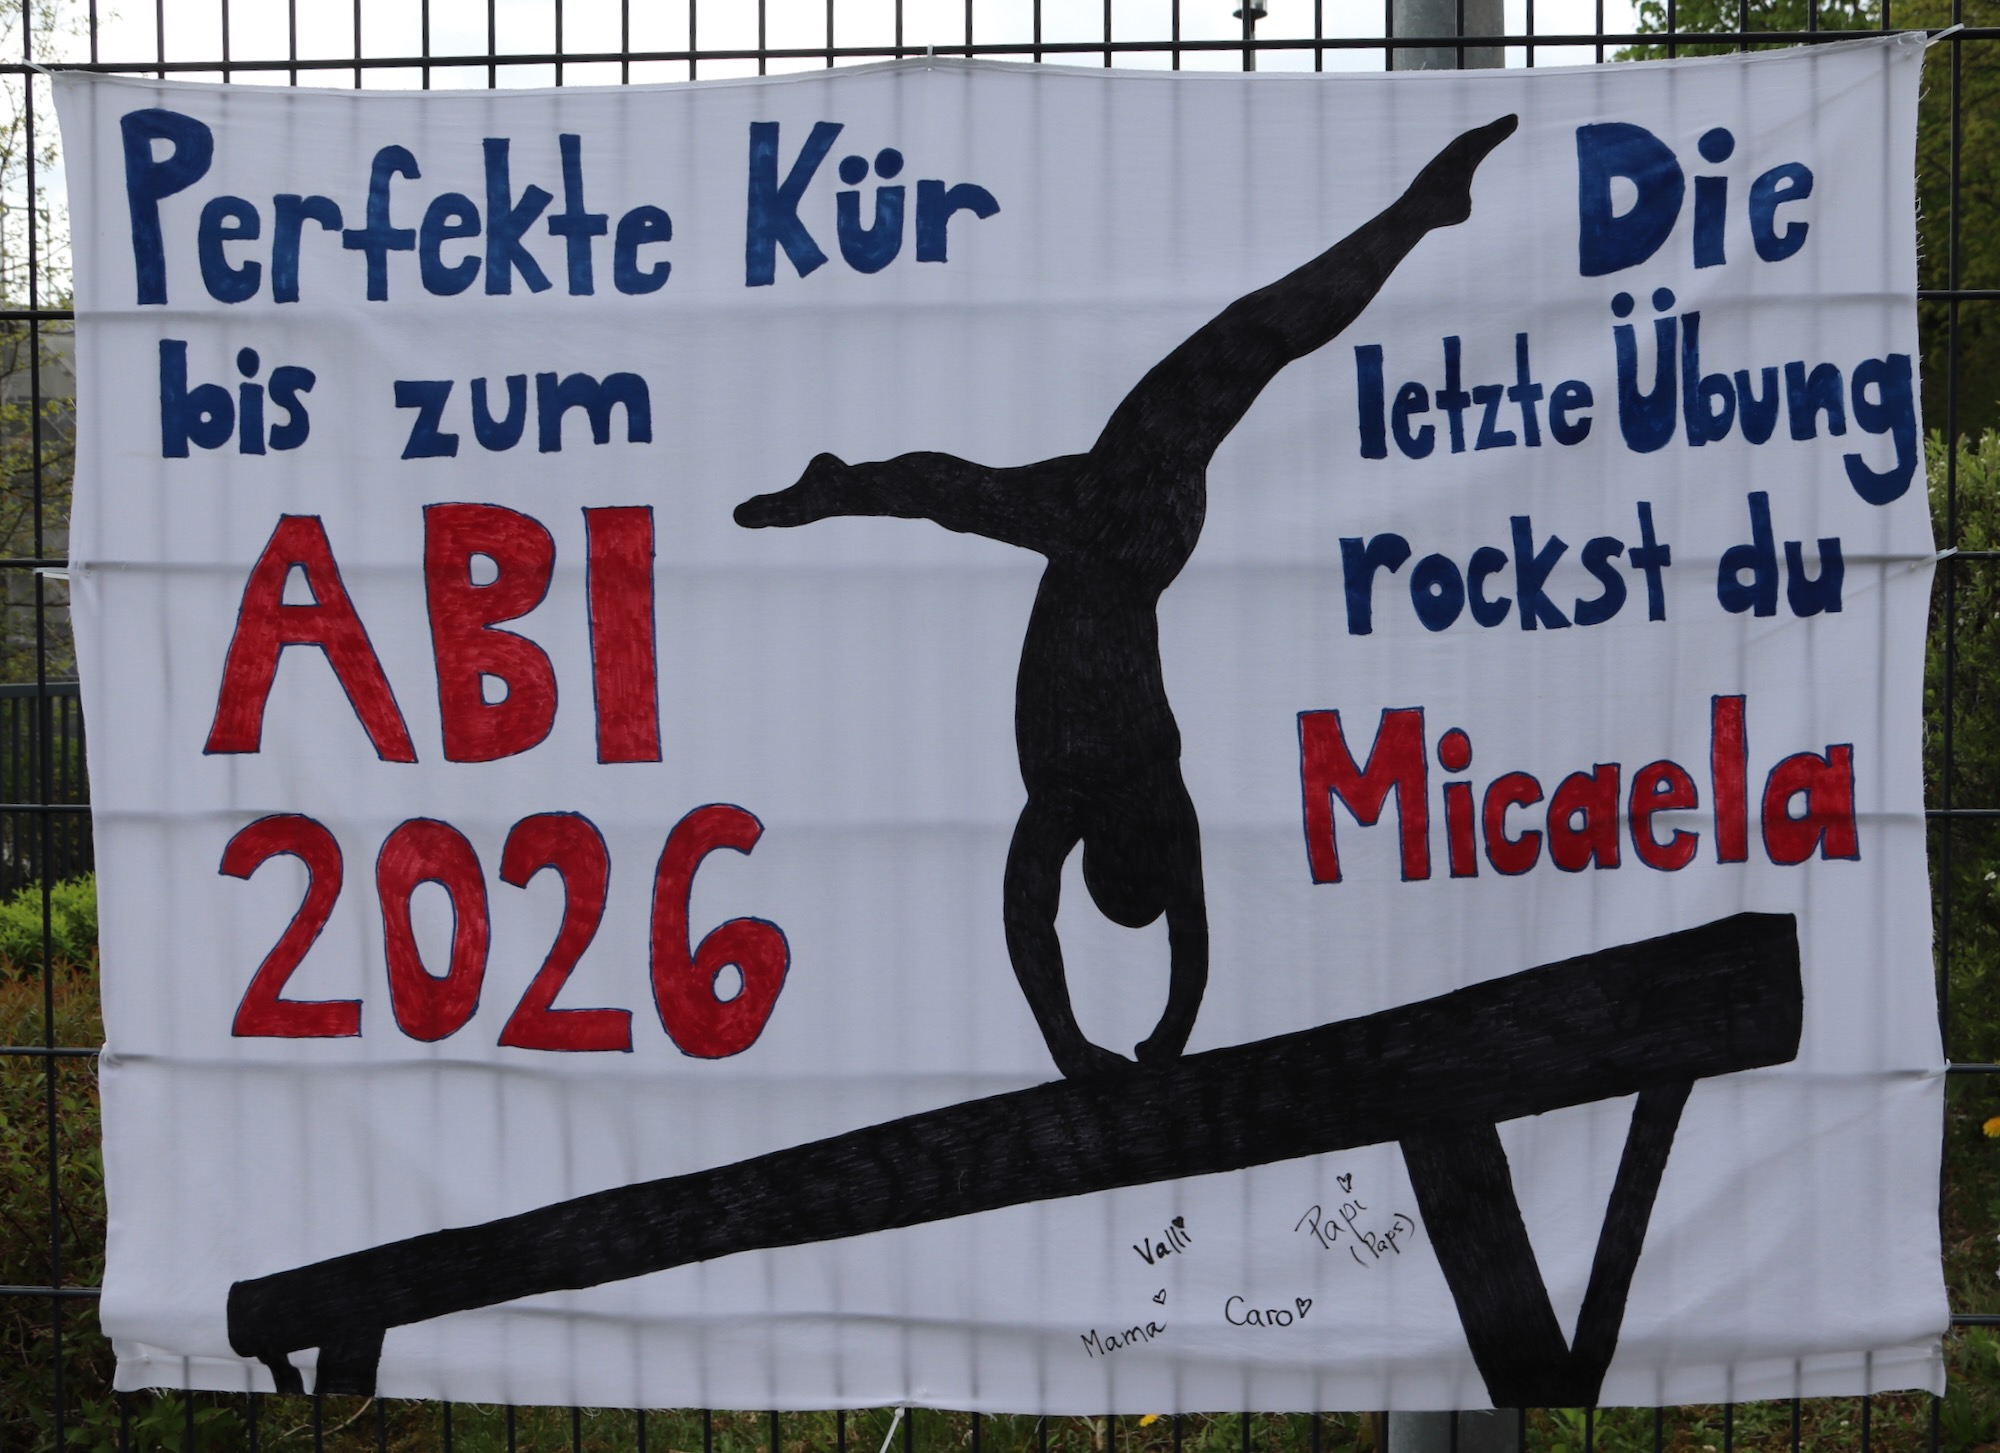 Perfekte Kür
bis zum
ABI
2026
Die
letzte Übung
rockst du
Micaela
Valli
Papi
(Paps)
Mama
Caro